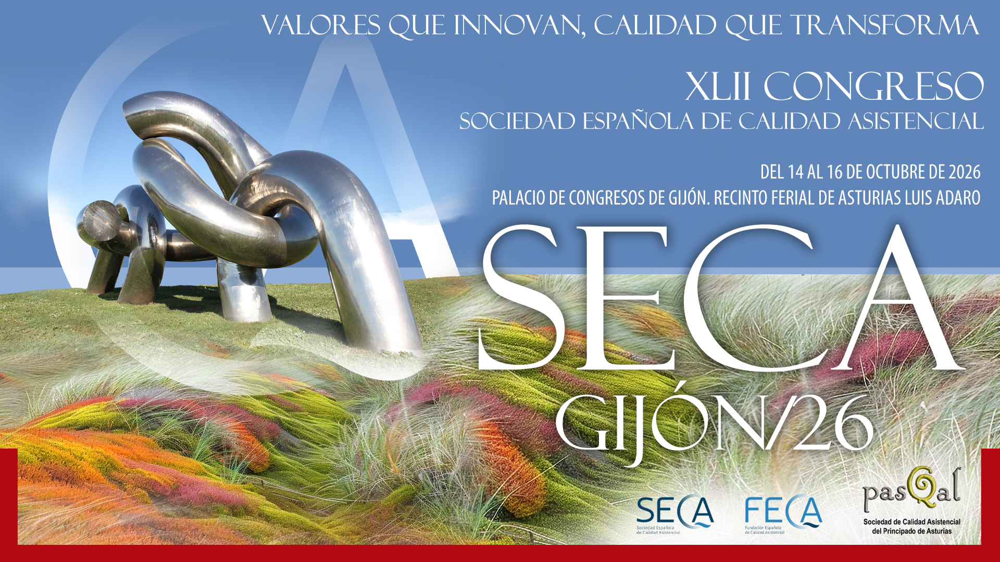 VALORES QUE INNOVAN, CALIDAD QUE TRANSFORMA
XLII CONGRESO
SOCIEDAD ESPAÑOLA DE CALIDAD ASISTENCIAL
DEL 14 AL 16 DE OCTUBRE DE 2026
PALACIO DE CONGRESOS DE GIJÓN. RECINTO FERIAL DE ASTURIAS LUIS ADARO
SECA
GIJÓN/26
SECA
Sociedad Española
de Calidad Asistencial
FECA
Fundación Española
de Calidad Asistencial
pasQal
Sociedad de Calidad Asistencial
del Principado de Asturias